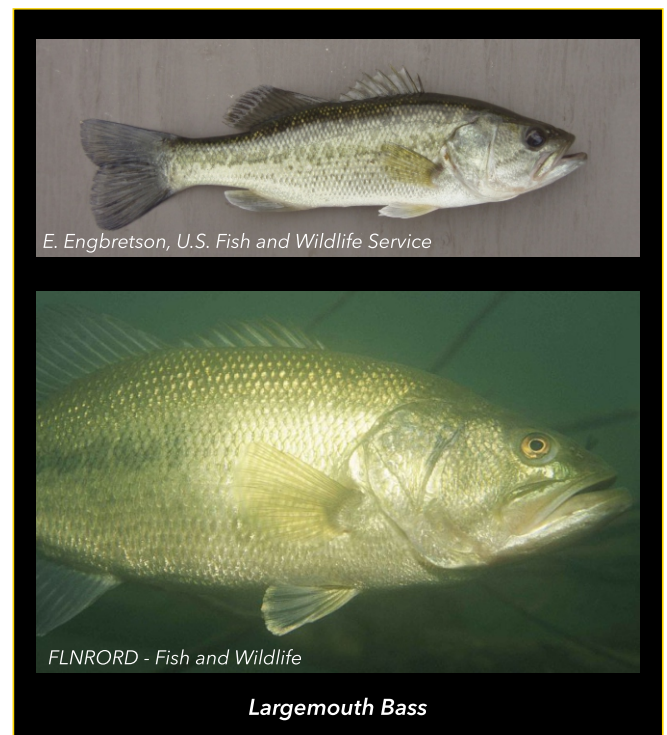 E. Engbretson, U.S. Fish and Wildlife Service
FLNRORD - Fish and Wildlife
Largemouth Bass